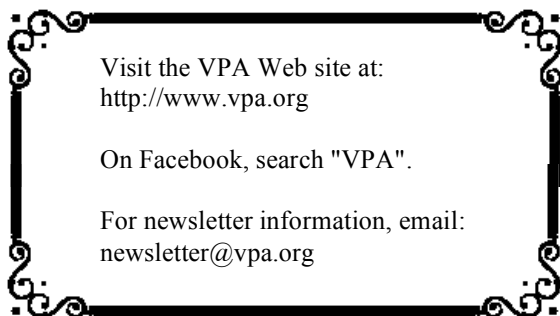 Visit the VPA Web site at:
http://www.vpa.org
On Facebook, search "VPA".
For newsletter information, email:
newsletter@vpa.org